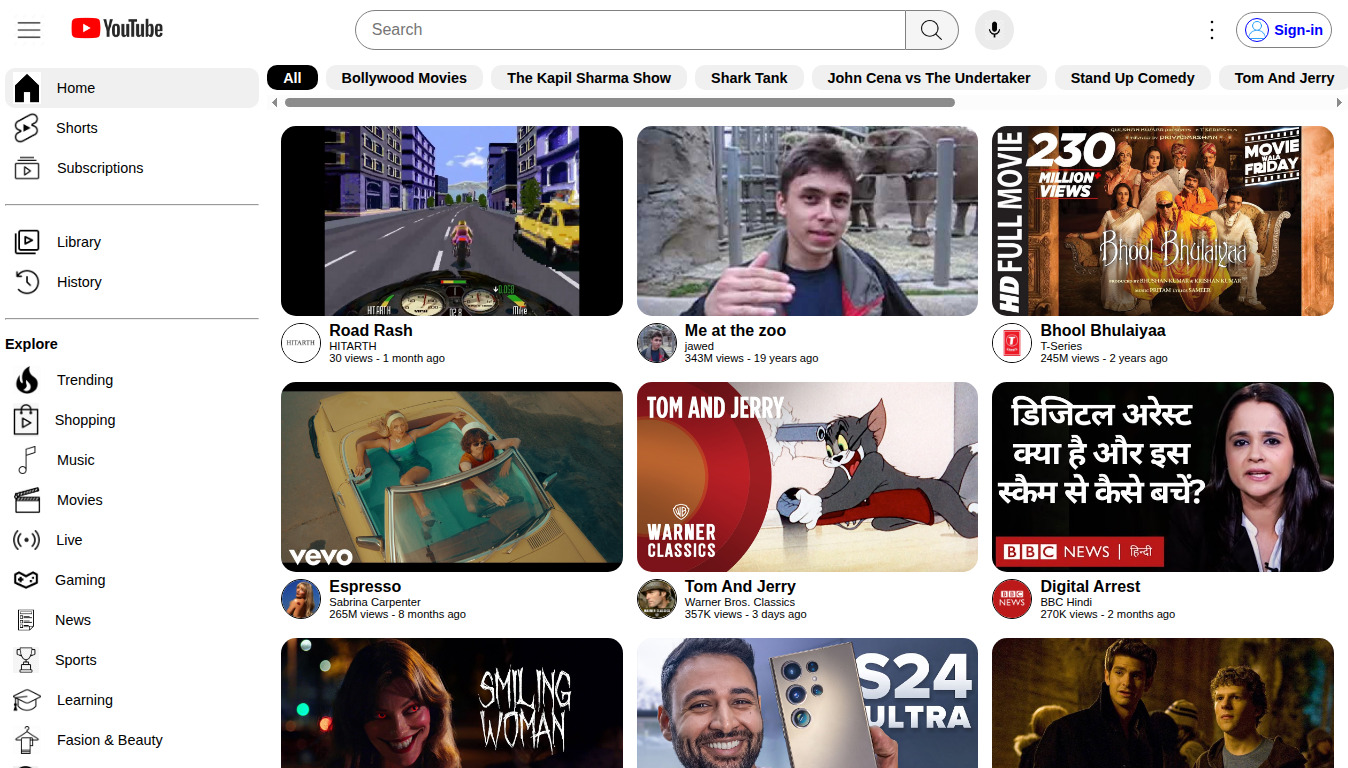 YouTube
Search
Sign-in
Home
Shorts
Subscriptions
Library
History
Explore
Trending
Shopping
Music
Movies
Live
Gaming
News
Sports
Learning
Fasion & Beauty
All
Bollywood Movies
The Kapil Sharma Show
Shark Tank
John Cena vs The Undertaker
Stand Up Comedy
Tom And Jerry
HITARTH
Mike
HITARTH
Road Rash
HITARTH
30 views - 1 month ago
Me at the zoo
jawed
343M views - 19 years ago
HD FULL MOVIE
230
MILLION+
VIEWS
MOVIE
WALA
FRIDAY
Bhool Bhulaiyaa
Bhool Bhulaiyaa
T-Series
245M views - 2 years ago
vevo
Espresso
Sabrina Carpenter
265M views - 8 months ago
TOM AND JERRY
WB
WARNER
CLASSICS
Tom And Jerry
Warner Bros. Classics
357K views - 3 days ago
डिजिटल अरेस्ट
क्या है और इस
स्कैम से कैसे बचें?
BBC NEWS | हिन्दी
BBC
NEWS
Digital Arrest
BBC Hindi
270K views - 2 months ago
SMILING
WOMAN
S24
ULTRA